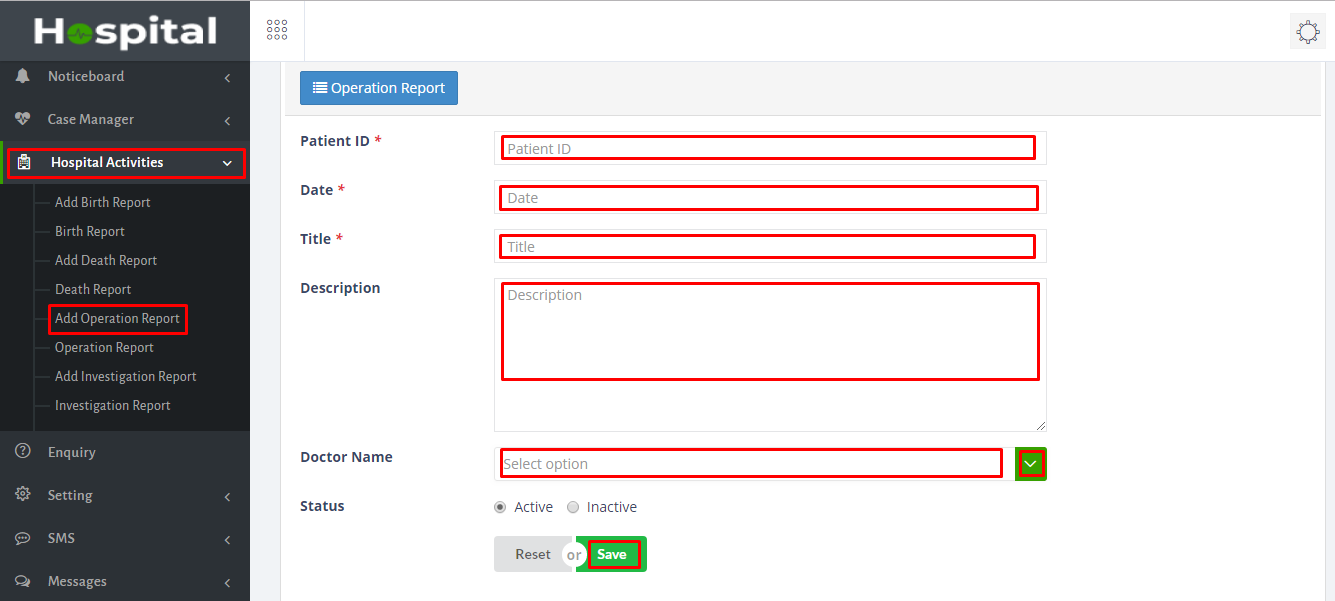 Hospital
Noticeboard
Case Manager
Hospital Activities
Add Birth Report
Birth Report
Add Death Report
Death Report
Add Operation Report
Operation Report
Add Investigation Report
Investigation Report
Enquiry
Setting
SMS
Messages
Operation Report
Patient ID *
Patient ID
Date *
Date
Title *
Title
Description
Description
Doctor Name
Select option
Status
Active Inactive
Reset or Save